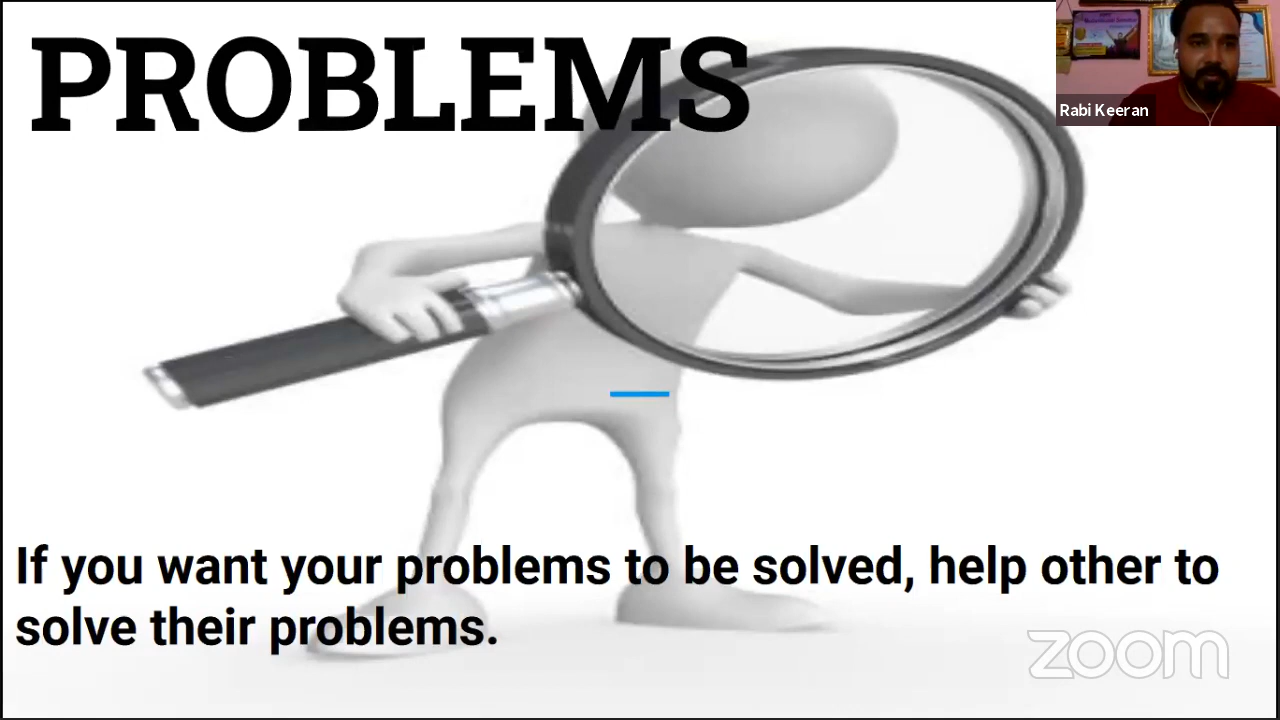 PROBLEMS
Rabi Keeran
If you want your problems to be solved, help other to
solve their problems.
zoom